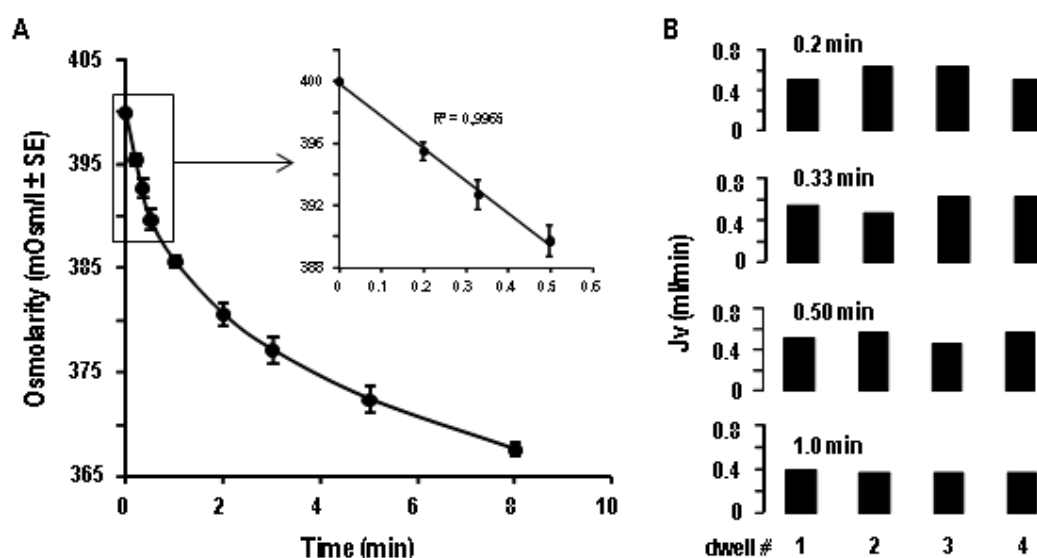 A
Osmolarity (mOsm/l ± SE)
405
395
385
375
365
0 2 4 6 8 10
Time (min)
400
396
392
388
0 0.1 0.2 0.3 0.4 0.5 0.6
R² = 0,9965
B
Jv (ml/min)
0.8
0.4
0
0.2 min
0.8
0.4
0
0.33 min
0.8
0.4
0
0.50 min
0.8
0.4
0
1.0 min
dwell # 1 2 3 4